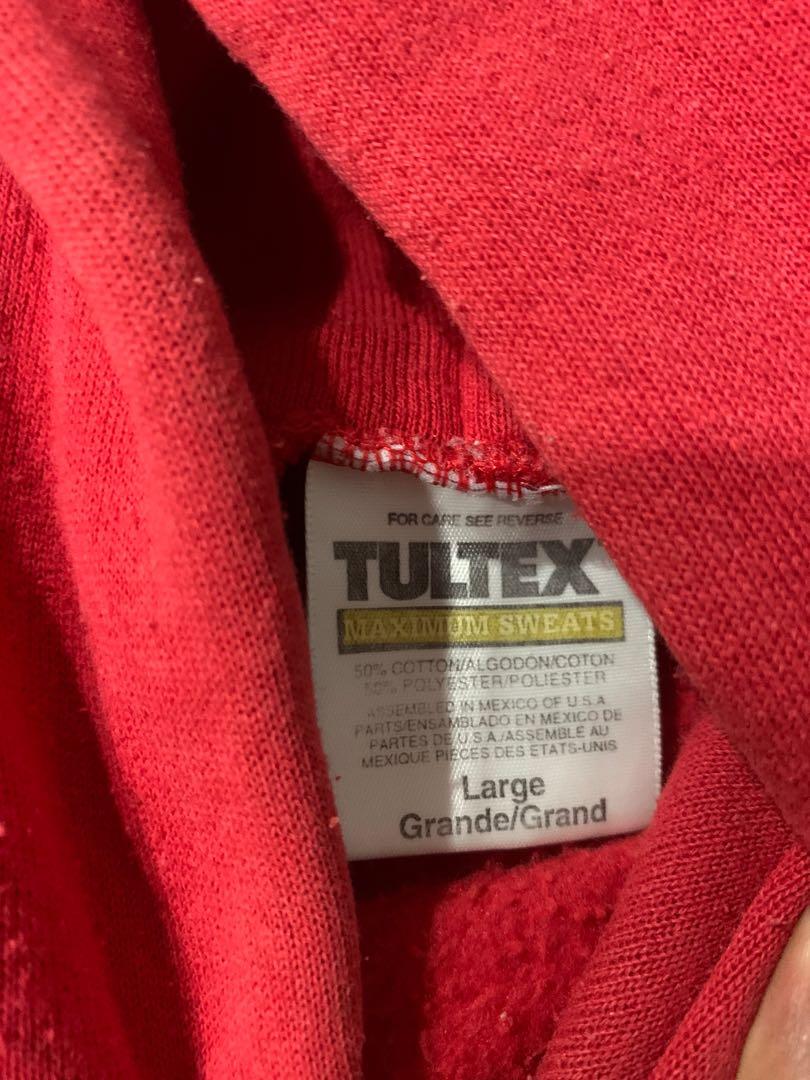 FOR CARE SEE REVERSE
TULTEX
MAXIMUM SWEATS
50% COTTON/ALGODON/COTON
50% POLYESTER/POLIESTER
ASSEMBLED IN MEXICO OF U.S.A
PARTS/ENSAMBLADO EN MEXICO DE
PARTES DE U.S.A./ASSEMBLE AU
MEXIQUE PIECES DES ETATS-UNIS
Large
Grande/Grand